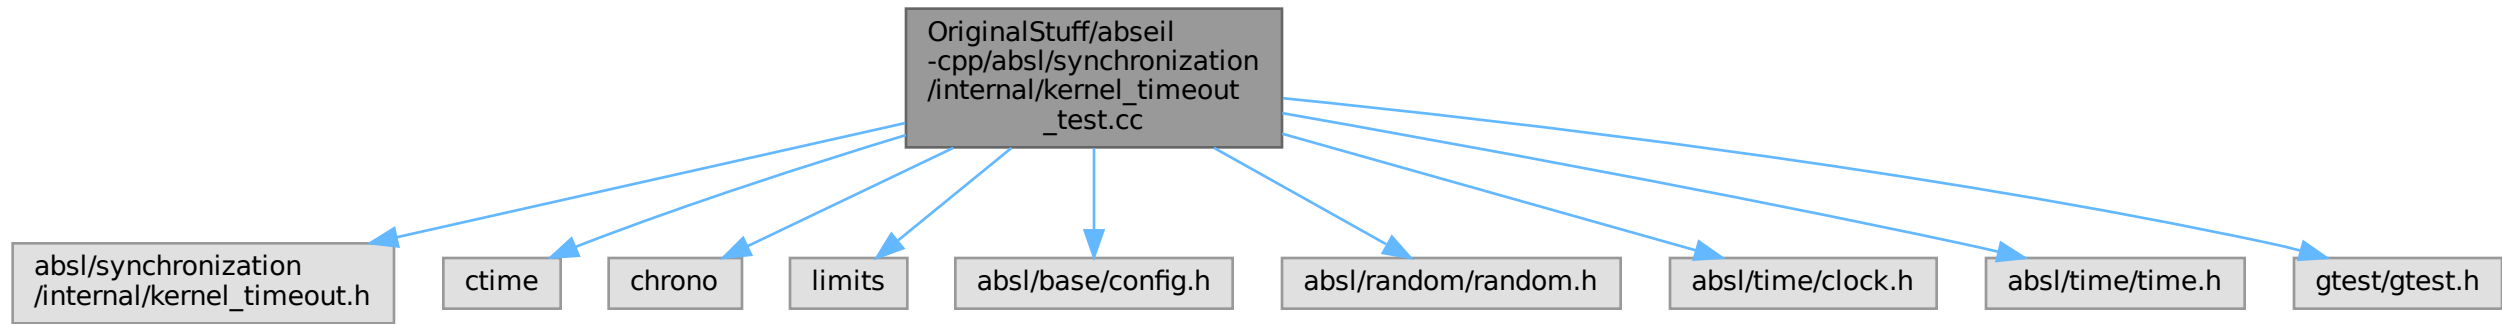 OriginalStuff/abseil
-cpp/absl/synchronization
/internal/kernel_timeout
_test.cc
absl/synchronization
/internal/kernel_timeout.h
ctime
chrono
limits
absl/base/config.h
absl/random/random.h
absl/time/clock.h
absl/time/time.h
gtest/gtest.h